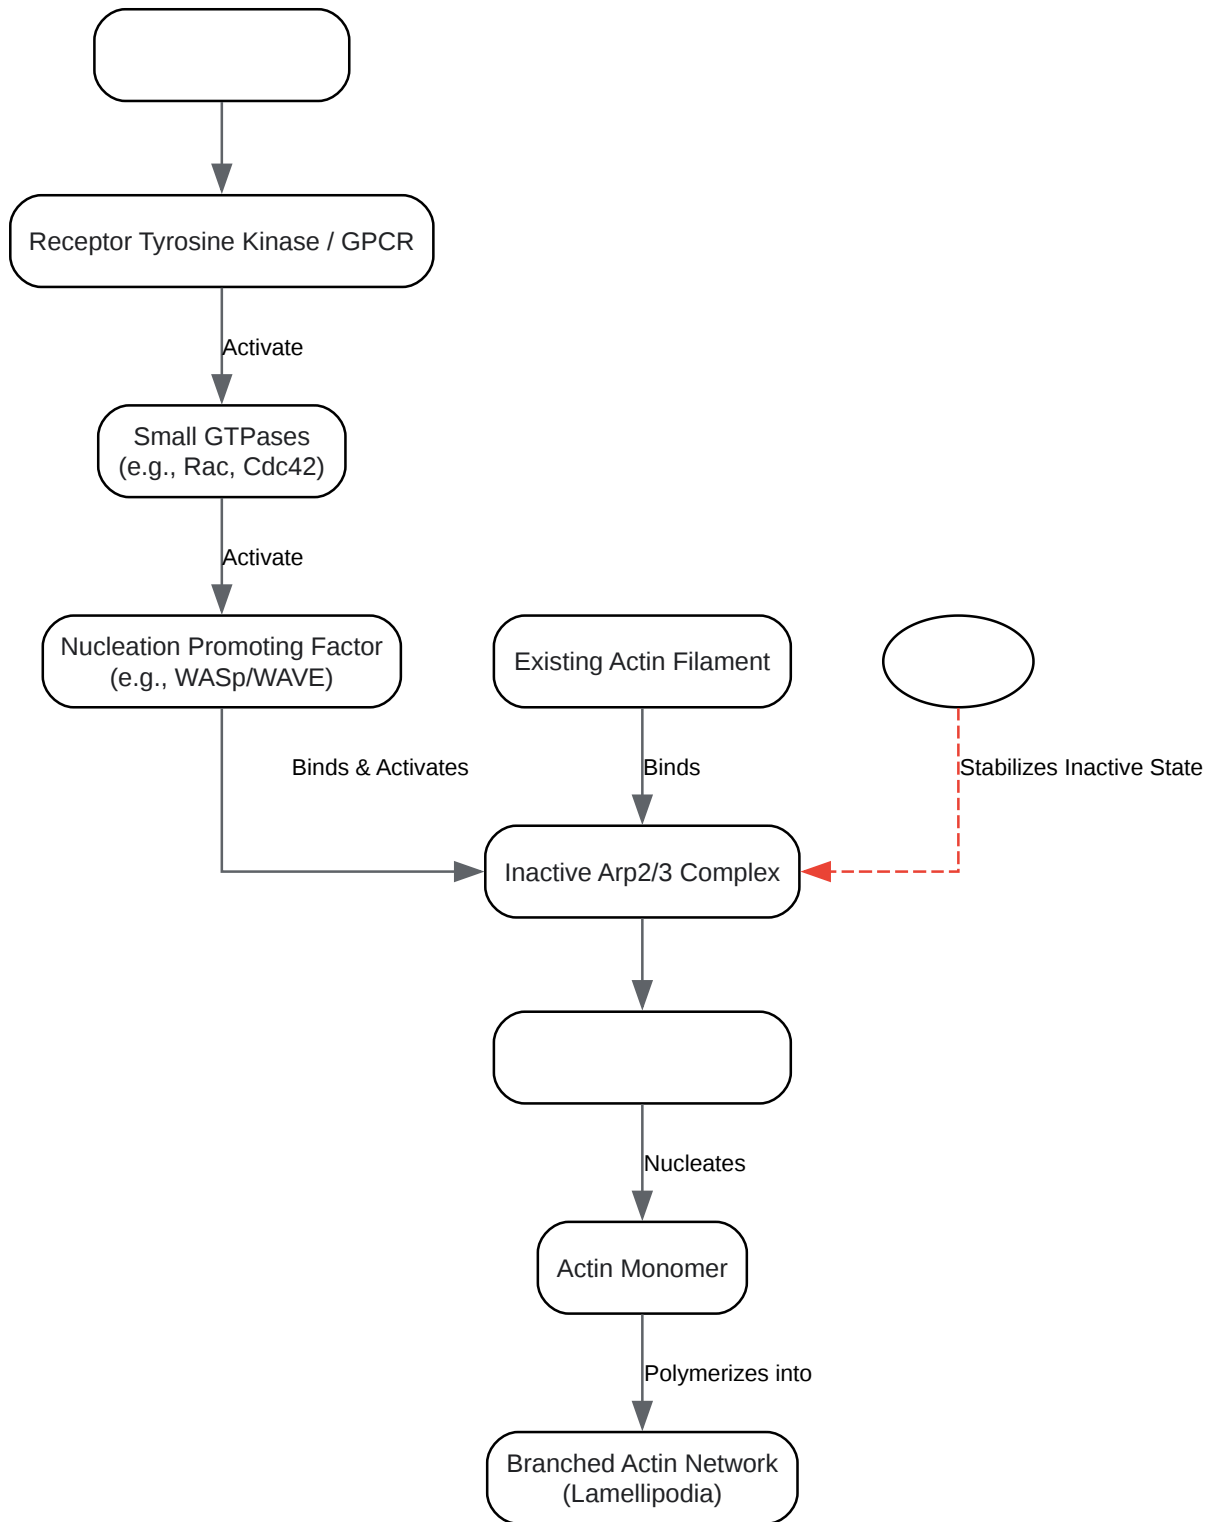 Receptor Tyrosine Kinase / GPCR
Activate
Small GTPases
(e.g., Rac, Cdc42)
Activate
Nucleation Promoting Factor
(e.g., WASp/WAVE)
Existing Actin Filament
Binds & Activates
Binds
Stabilizes Inactive State
Inactive Arp2/3 Complex
Nucleates
Actin Monomer
Polymerizes into
Branched Actin Network
(Lamellipodia)